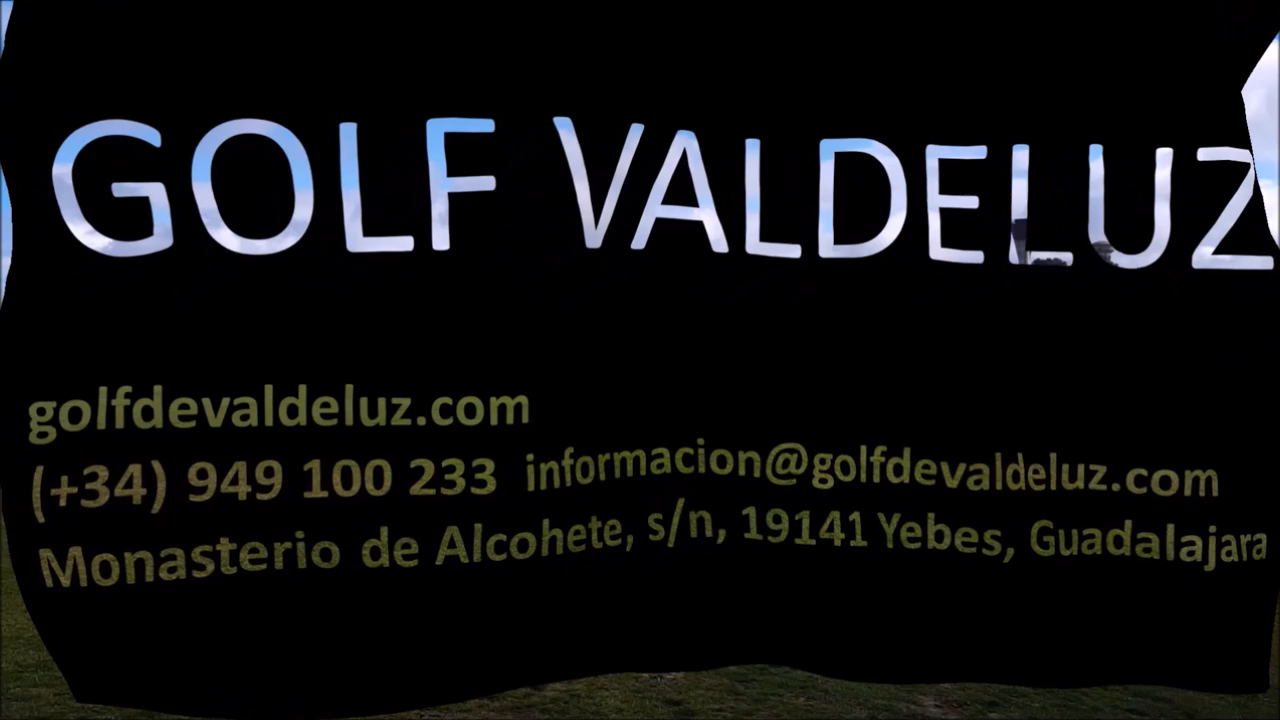 GOLF VALDELUZ
golfdevaldeluz.com
(+34) 949 100 233 informacion@golfdevaldeluz.com
Monasterio de Alcohete, s/n, 19141 Yebes, Guadalajara